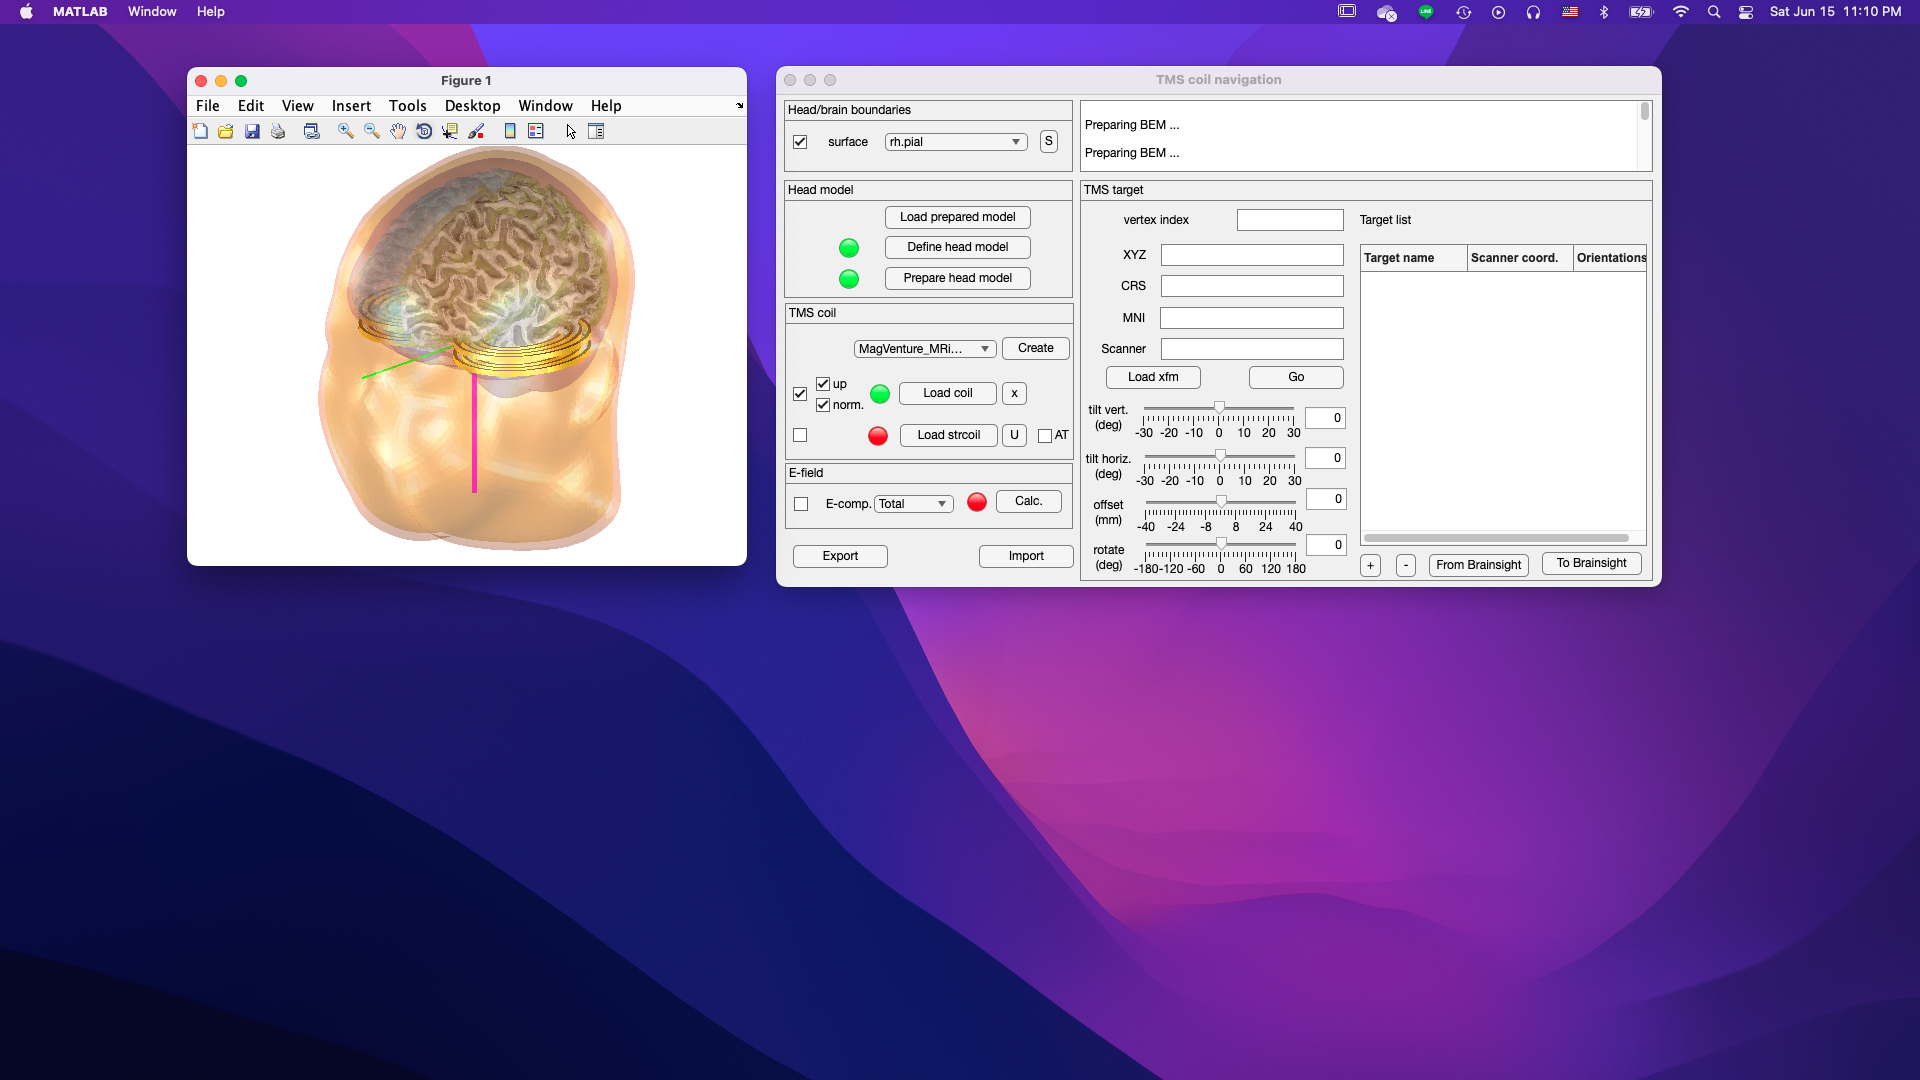 MATLAB Window Help
LINE
Sat Jun 15 11:10 PM
Figure 1
File Edit View Insert Tools Desktop Window Help
TMS coil navigation
Head/brain boundaries
surface rh.pial S
Preparing BEM ...
Preparing BEM ...
Head model
Load prepared model
Define head model
Prepare head model
TMS coil
MagVenture_MRi... Create
up
norm.
Load coil x
Load strcoil U AT
E-field
E-comp. Total Calc.
Export Import
TMS target
vertex index
XYZ
CRS
MNI
Scanner
Load xfm Go
tilt vert.
(deg)
0
-30 -20 -10 0 10 20 30
tilt horiz.
(deg)
0
-30 -20 -10 0 10 20 30
offset
(mm)
0
-40 -24 -8 8 24 40
rotate
(deg)
0
-180-120 -60 0 60 120 180
Target list
Target name Scanner coord. Orientations
+ - From Brainsight To Brainsight